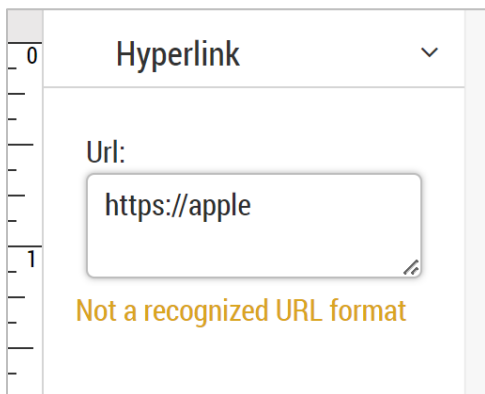 Hyperlink
0
Url:
https://apple
1
Not a recognized URL format